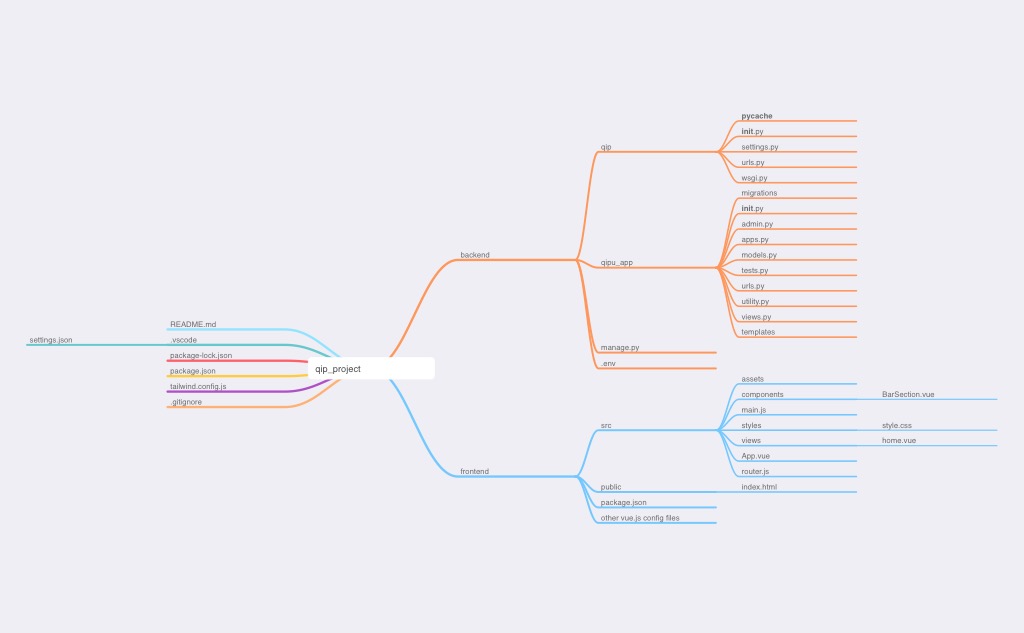 qip_project
backend
qip
pycache
init.py
settings.py
urls.py
wsgi.py
qipu_app
migrations
init.py
admin.py
apps.py
models.py
tests.py
urls.py
utility.py
views.py
templates
manage.py
.env
frontend
src
assets
components
BarSection.vue
main.js
styles
style.css
views
home.vue
App.vue
router.js
public
index.html
package.json
other vue.js config files
README.md
.vscode
settings.json
package-lock.json
package.json
tailwind.config.js
.gitignore